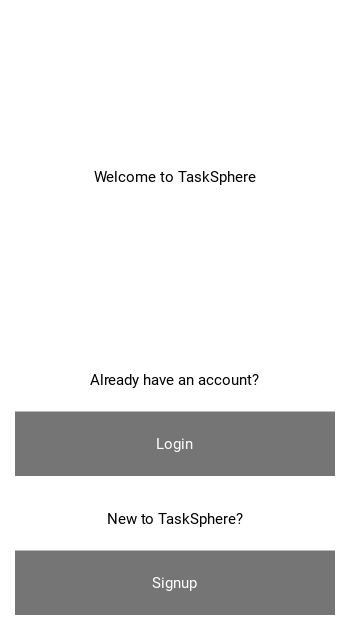 Welcome to TaskSphere
Already have an account?
Login
New to TaskSphere?
Signup